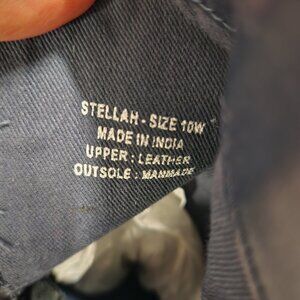 STELLAH - SIZE 10W
MADE IN INDIA
UPPER : LEATHER
OUTSOLE : MANMADE